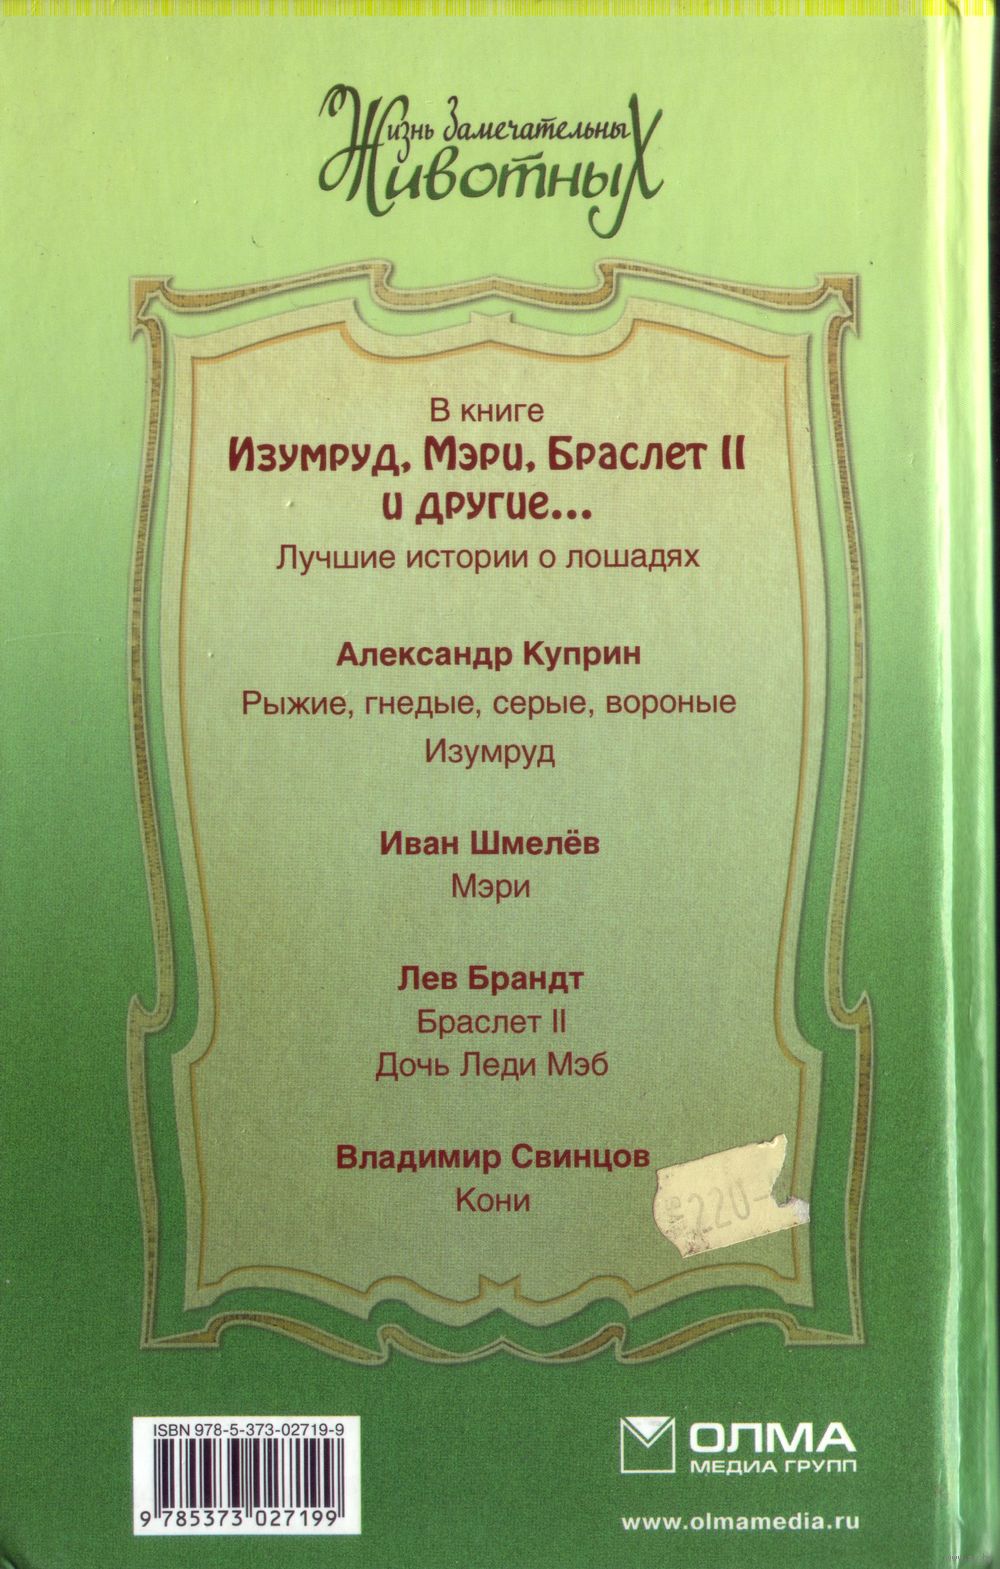 Жизнь Замечательных
Животных
В книге
Изумруд, Мэри, Браслет II
и другие...
Лучшие истории о лошадях
Александр Куприн
Рыжие, гнедые, серые, вороные
Изумруд
Иван Шмелёв
Мэри
Лев Брандт
Браслет II
Дочь Леди Мэб
Владимир Свинцов
Кони
220-
ISBN 978-5-373-02719-9
9 785373 027199
ОЛМА
МЕДИА ГРУПП
www.olmamedia.ru